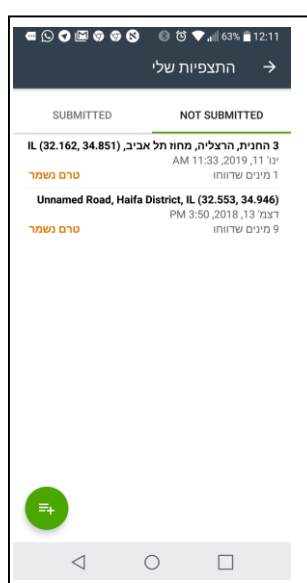 63% 12:11
התצפיות שלי
SUBMITTED NOT SUBMITTED
3 החנית, הרצליה, מחוז תל אביב, IL (32.162, 34.851)
ינו' 11, 2019, 11:33 AM
1 מינים שדווחו טרם נשמר
Unnamed Road, Haifa District, IL (32.553, 34.946)
דצמ' 13, 2018, 3:50 PM
9 מינים שדווחו טרם נשמר